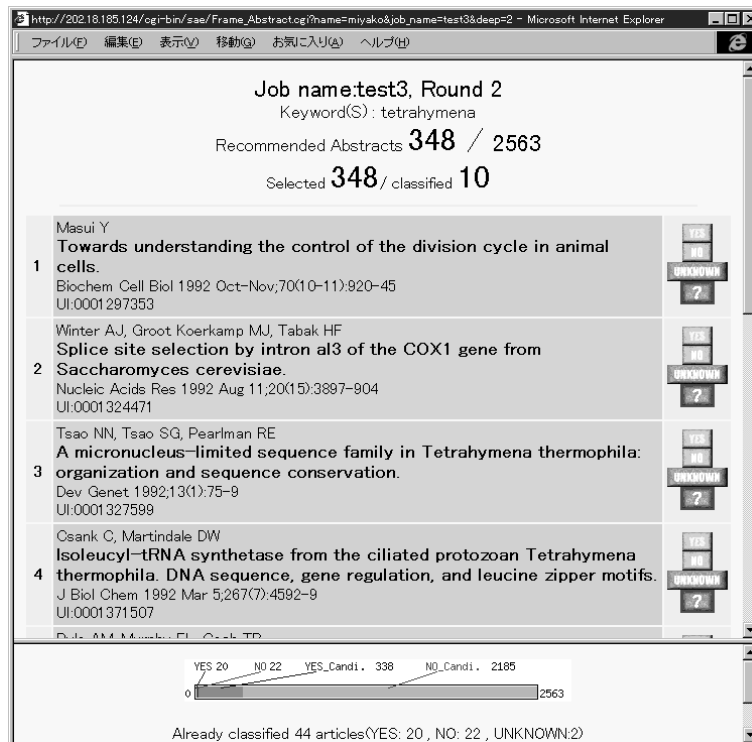 http://202.18.185.124/cgi-bin/sae/Frame_Abstract.cgi?name=miyako&job_name=test3&deep=2 - Microsoft Internet Explorer
ファイル(F) 編集(E) 表示(V) 移動(G) お気に入り(A) ヘルプ(H)
Job name:test3, Round 2
Keyword(S) : tetrahymena
Recommended Abstracts 348 / 2563
Selected 348/ classified 10
Masui Y
Towards understanding the control of the division cycle in animal
1 cells.
Biochem Cell Biol 1992 Oct-Nov;70(10-11):920-45
UI:0001297353
YES
NO
UNKNOWN
?
Winter AJ, Groot Koerkamp MJ, Tabak HF
Splice site selection by intron aI3 of the COX1 gene from
2 Saccharomyces cerevisiae.
Nucleic Acids Res 1992 Aug 11;20(15):3897-904
UI:0001324471
YES
NO
UNKNOWN
?
Tsao NN, Tsao SG, Pearlman RE
A micronucleus-limited sequence family in Tetrahymena thermophila:
3 organization and sequence conservation.
Dev Genet 1992;13(1):75-9
UI:0001327599
YES
NO
UNKNOWN
?
Csank C, Martindale DW
Isoleucyl-tRNA synthetase from the ciliated protozoan Tetrahymena
4 thermophila. DNA sequence, gene regulation, and leucine zipper motifs.
J Biol Chem 1992 Mar 5;267(7):4592-9
UI:0001371507
YES
NO
UNKNOWN
?
YES 20 NO 22 YES_Candi. 338 NO_Candi. 2185
0 2563
Already classified 44 articles(YES: 20 , NO: 22 , UNKNOWN:2)